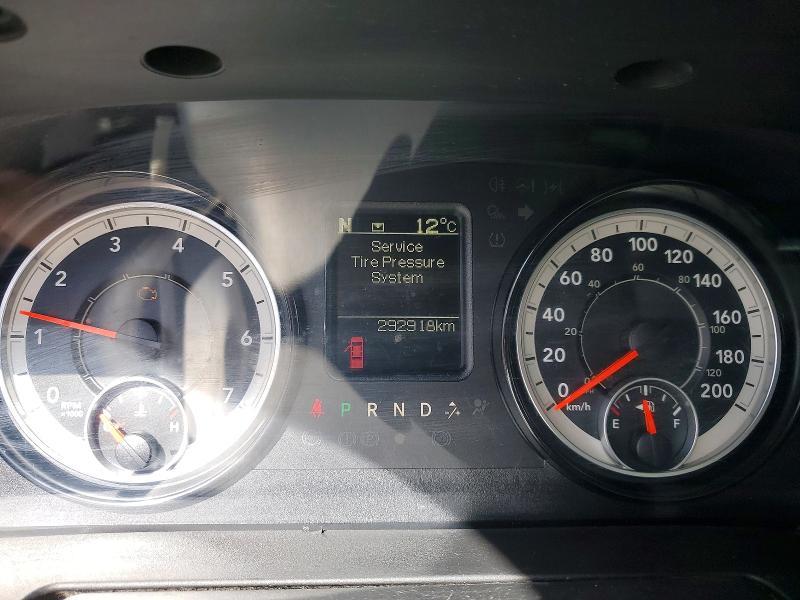 N 12°C
Service
Tire Pressure
System
292918km
0
1
2
3
4
5
6
7
RPM
x1000
H
P R N D
0
20
40
60
80
100
120
140
160
180
200
km/h
20
40
60
80
100
120
E F